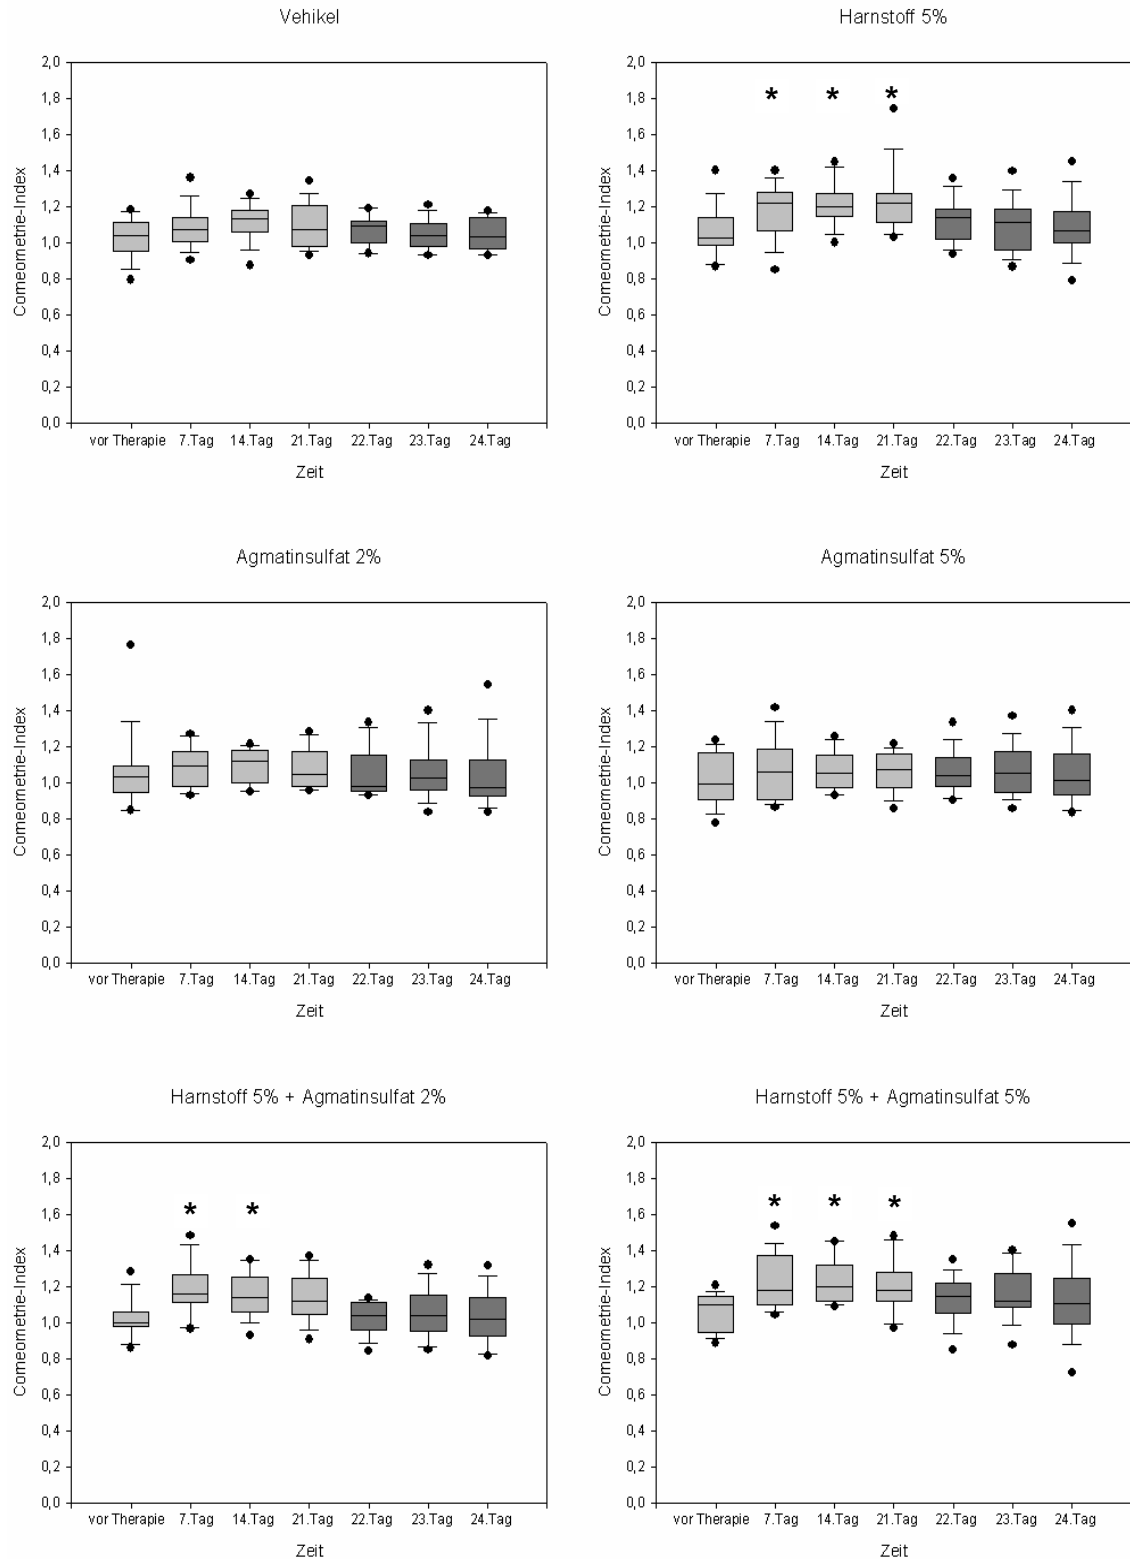 Vehikel
Harnstoff 5%
2,0
1,8
1,6
1,4
1,2
1,0
0,8
0,6
0,4
0,2
0,0
Corneometrie-Index
vor Therapie 7.Tag 14.Tag 21.Tag 22.Tag 23.Tag 24.Tag
Zeit
2,0
1,8
1,6
1,4
1,2
1,0
0,8
0,6
0,4
0,2
0,0
Corneometrie-Index
* * *
vor Therapie 7.Tag 14.Tag 21.Tag 22.Tag 23.Tag 24.Tag
Zeit
Agmatinsulfat 2%
Agmatinsulfat 5%
2,0
1,8
1,6
1,4
1,2
1,0
0,8
0,6
0,4
0,2
0,0
Corneometrie-Index
vor Therapie 7.Tag 14.Tag 21.Tag 22.Tag 23.Tag 24.Tag
Zeit
2,0
1,8
1,6
1,4
1,2
1,0
0,8
0,6
0,4
0,2
0,0
Corneometrie-Index
vor Therapie 7.Tag 14.Tag 21.Tag 22.Tag 23.Tag 24.Tag
Zeit
Harnstoff 5% + Agmatinsulfat 2%
Harnstoff 5% + Agmatinsulfat 5%
2,0
1,8
1,6
1,4
1,2
1,0
0,8
0,6
0,4
0,2
0,0
Corneometrie-Index
* *
vor Therapie 7.Tag 14.Tag 21.Tag 22.Tag 23.Tag 24.Tag
Zeit
2,0
1,8
1,6
1,4
1,2
1,0
0,8
0,6
0,4
0,2
0,0
Corneometrie-Index
* * *
vor Therapie 7.Tag 14.Tag 21.Tag 22.Tag 23.Tag 24.Tag
Zeit